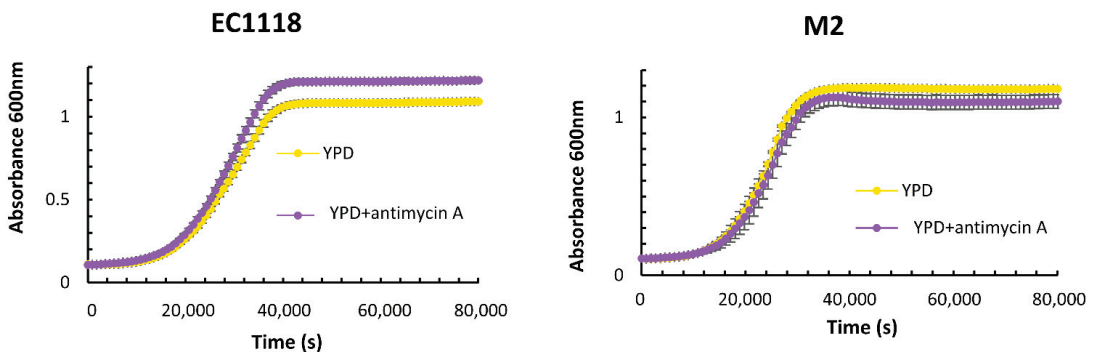 EC1118
Absorbance 600nm
1
0.5
0
YPD
YPD+antimycin A
0 20,000 40,000 60,000 80,000
Time (s)
M2
Absorbance 600nm
1
0
YPD
YPD+antimycin A
0 20,000 40,000 60,000 80,000
Time (s)